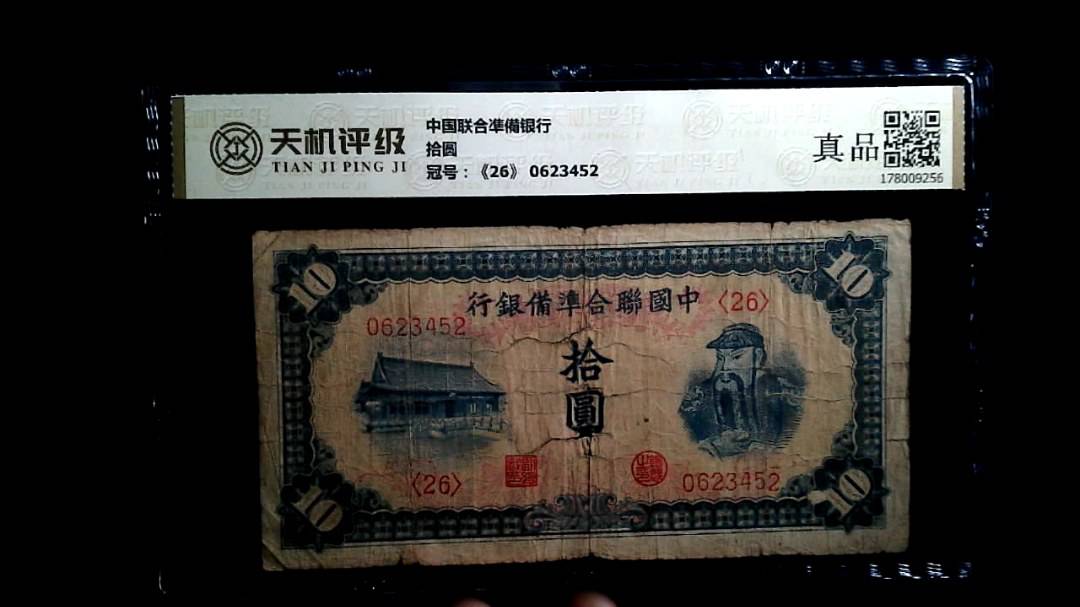 天机评级
TIAN JI PING JI
中国联合準備银行
拾圆
冠号：《26》 0623452
真品
178009256
10
10
行銀備準合聯國中
〈26〉
0623452
拾圓
〈26〉
0623452
10
10